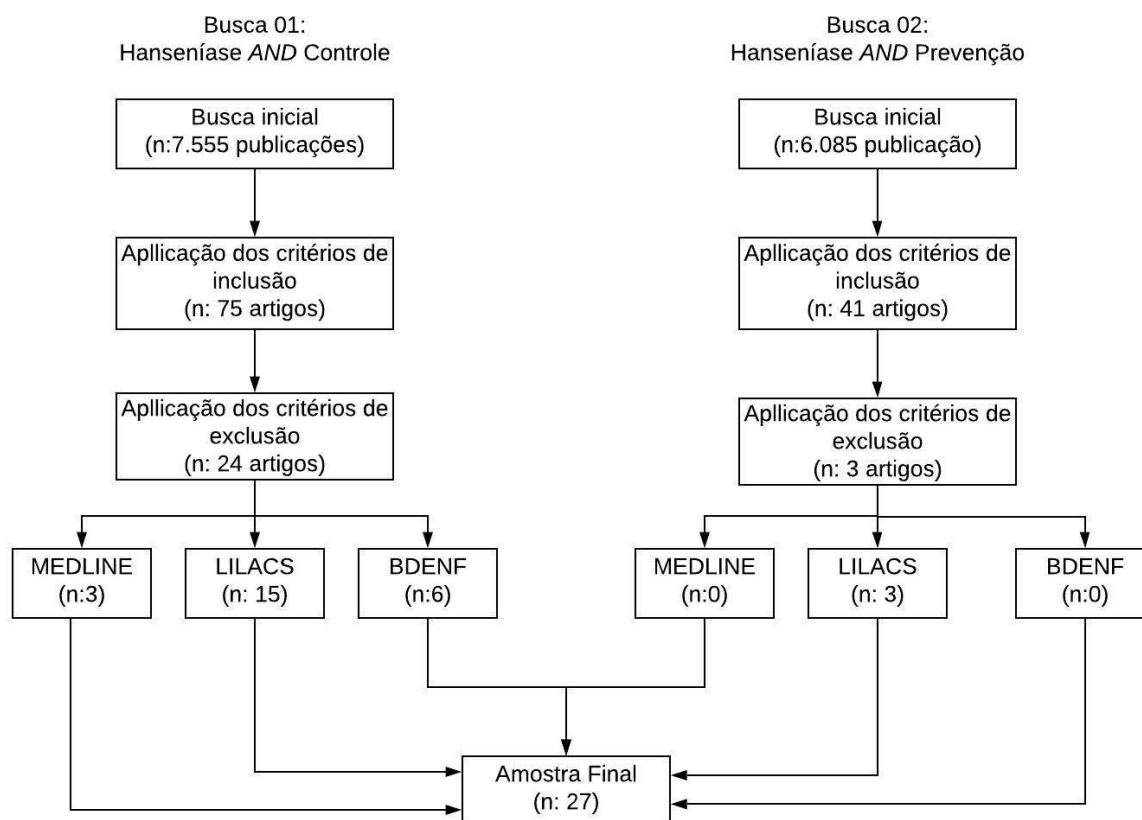 Busca 01:
Hanseníase AND Controle
Busca inicial
(n:7.555 publicações)
Apllicação dos critérios de
inclusão
(n: 75 artigos)
Apllicação dos critérios de
exclusão
(n: 24 artigos)
MEDLINE
(n:3)
LILACS
(n: 15)
BDENF
(n:6)
Busca 02:
Hanseníase AND Prevenção
Busca inicial
(n:6.085 publicação)
Apllicação dos critérios de
inclusão
(n: 41 artigos)
Apllicação dos critérios de
exclusão
(n: 3 artigos)
MEDLINE
(n:0)
LILACS
(n: 3)
BDENF
(n:0)
Amostra Final
(n: 27)